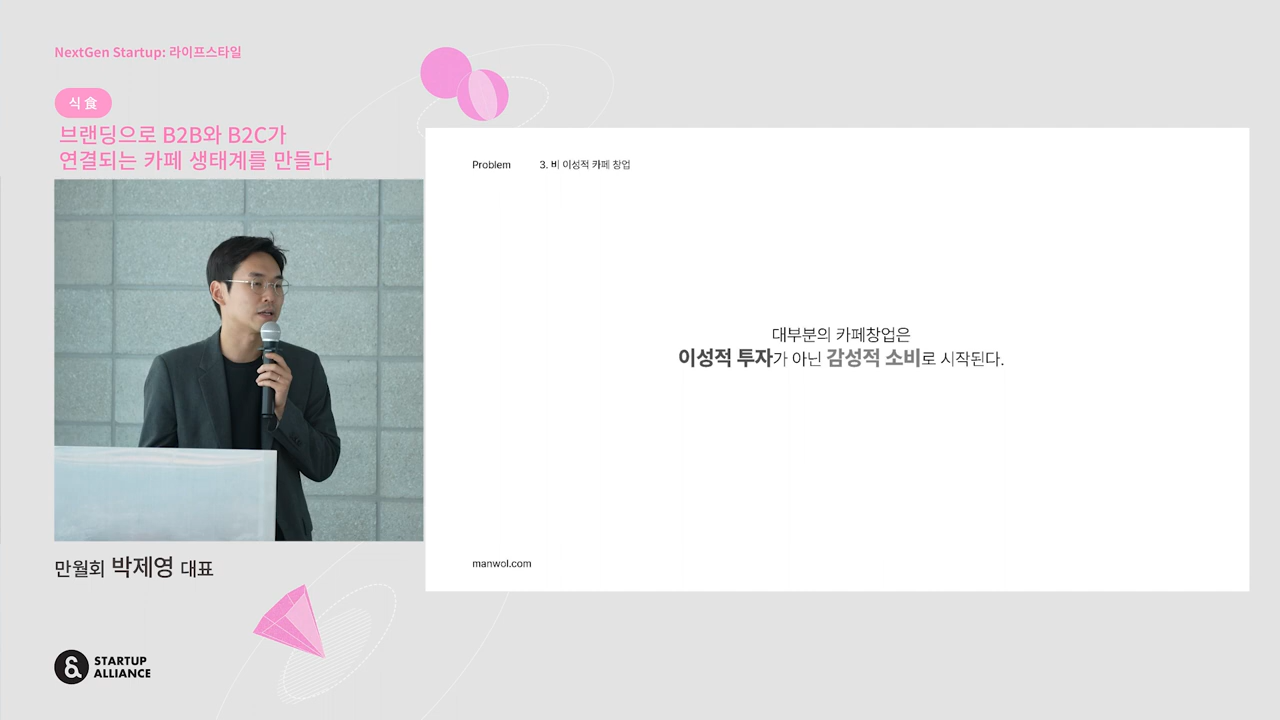 NextGen Startup: 라이프스타일
식 食
브랜딩으로 B2B와 B2C가
연결되는 카페 생태계를 만들다
Problem 3. 비 이성적 카페 창업
대부분의 카페창업은
이성적 투자가 아닌 감성적 소비로 시작된다.
manwol.com
만월회 박제영 대표
STARTUP
ALLIANCE